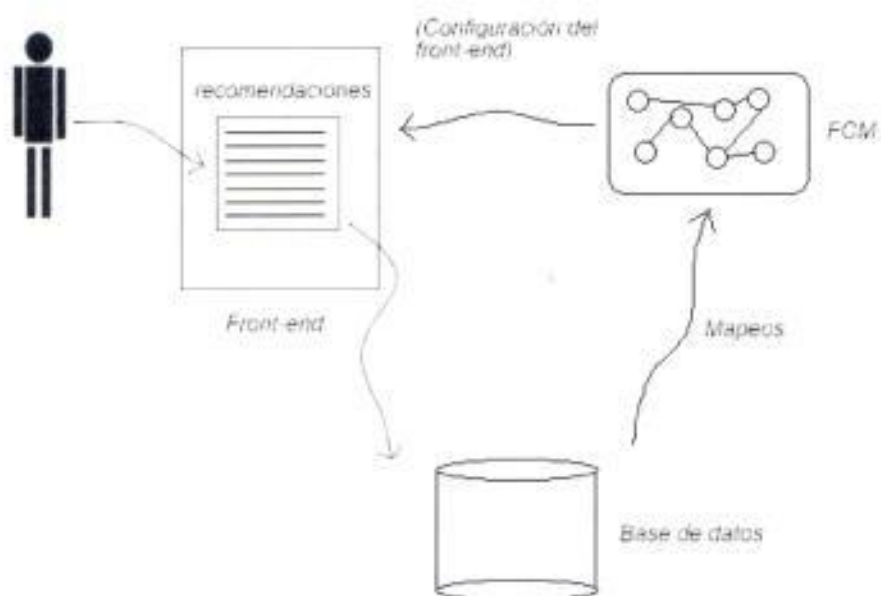 (Configuración del
front-end)
recomendaciones
FCM
Front-end
Mapeos
Base de datos